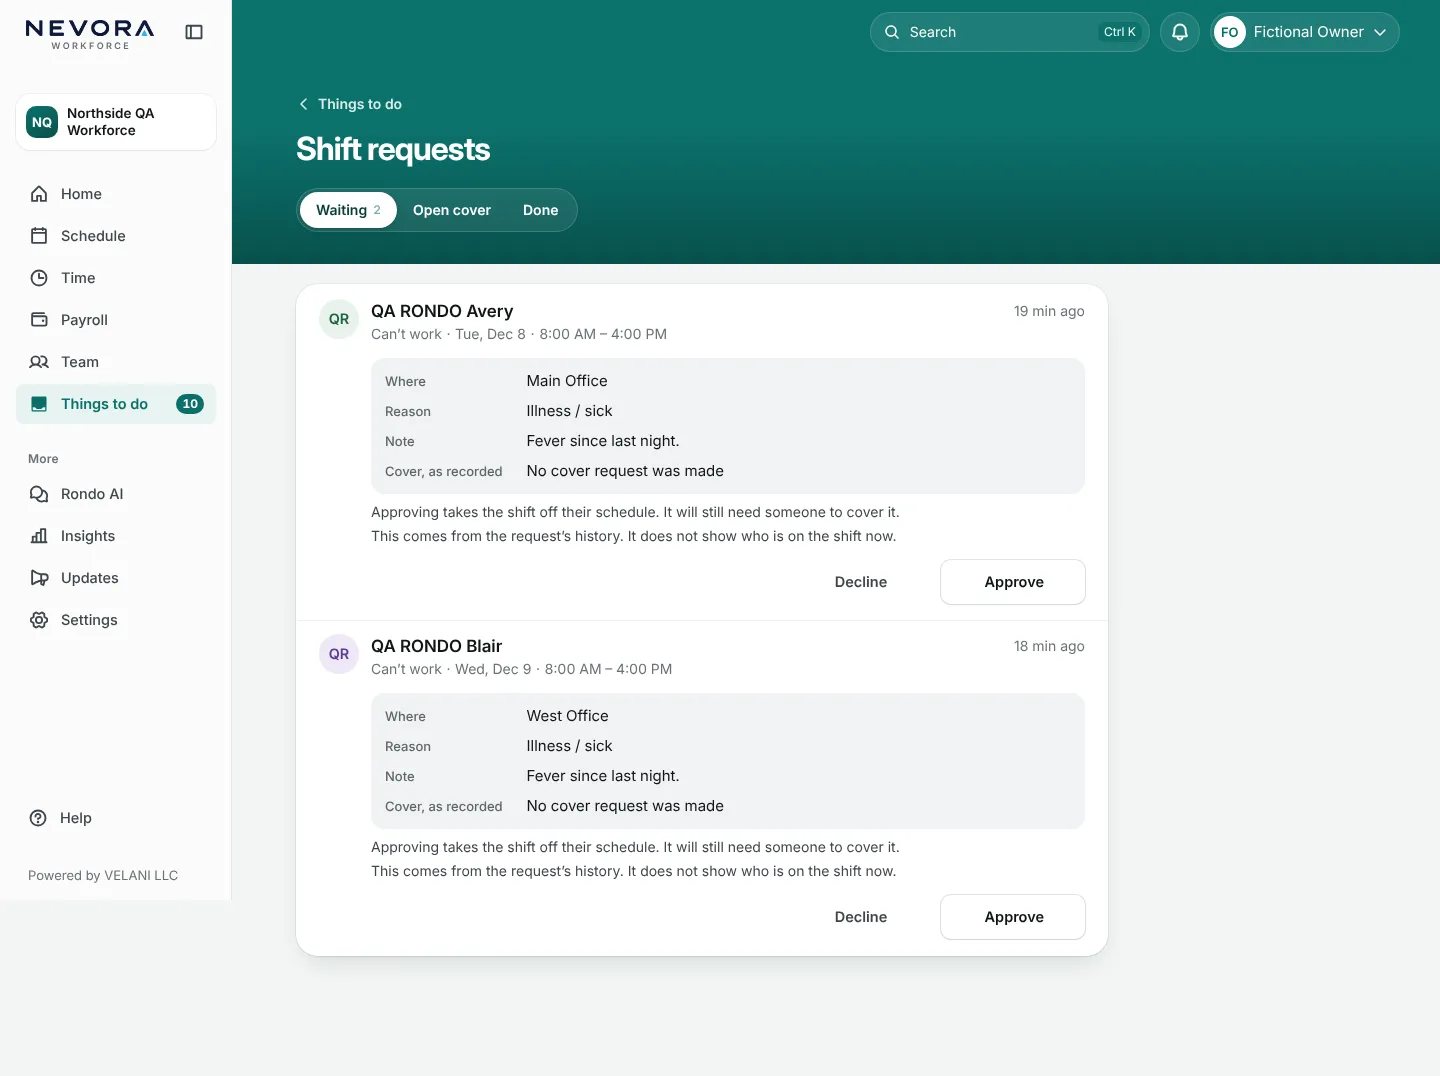 NEVORA
WORKFORCE
NQ
Northside QA
Workforce
Home
Schedule
Time
Payroll
Team
Things to do 10
More
Rondo AI
Insights
Updates
Settings
Help
Powered by VELANI LLC
Search Ctrl K
FO Fictional Owner
Things to do
Shift requests
Waiting 2 Open cover Done
QR
QA RONDO Avery 19 min ago
Can’t work · Tue, Dec 8 · 8:00 AM – 4:00 PM
Where Main Office
Reason Illness / sick
Note Fever since last night.
Cover, as recorded No cover request was made
Approving takes the shift off their schedule. It will still need someone to cover it.
This comes from the request’s history. It does not show who is on the shift now.
Decline Approve
QR
QA RONDO Blair 18 min ago
Can’t work · Wed, Dec 9 · 8:00 AM – 4:00 PM
Where West Office
Reason Illness / sick
Note Fever since last night.
Cover, as recorded No cover request was made
Approving takes the shift off their schedule. It will still need someone to cover it.
This comes from the request’s history. It does not show who is on the shift now.
Decline Approve